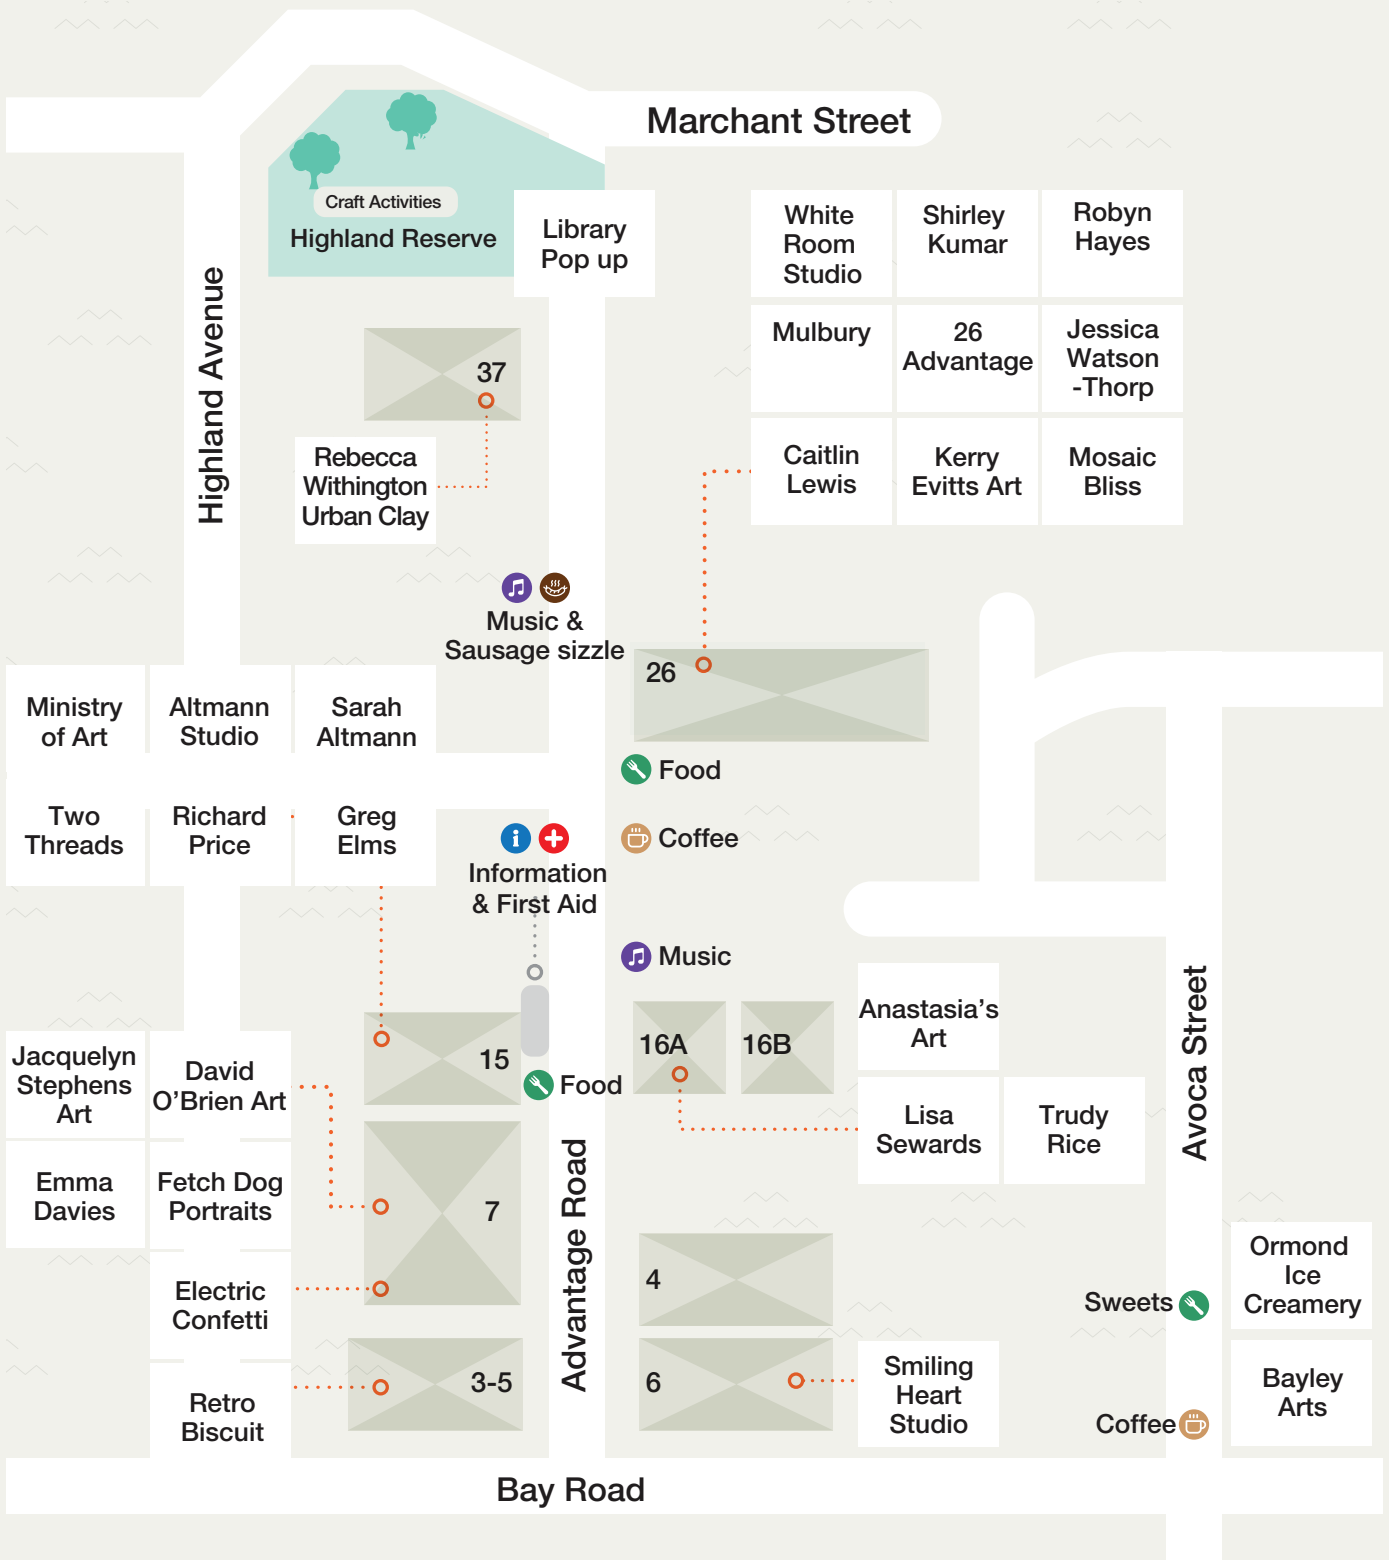 Marchant Street
Craft Activities
Highland Reserve
Library
Pop up
White
Room
Studio
Shirley
Kumar
Robyn
Hayes
Highland Avenue
Mulbury
26
Advantage
Jessica
Watson
-Thorp
37
Rebecca
Withington
Urban Clay
Caitlin
Lewis
Kerry
Evitts Art
Mosaic
Bliss
Music &
Sausage sizzle
26
Ministry
of Art
Altmann
Studio
Sarah
Altmann
Food
Two
Threads
Richard
Price
Greg
Elms
Coffee
i
Information
& First Aid
Music
Anastasia's
Art
Avoca Street
15
16A
16B
Jacquelyn
Stephens
Art
David
O'Brien Art
Food
Lisa
Sewards
Trudy
Rice
Emma
Davies
Fetch Dog
Portraits
7
Advantage Road
Electric
Confetti
4
Sweets
Ormond
Ice
Creamery
Retro
Biscuit
3-5
6
Smiling
Heart
Studio
Bayley
Arts
Coffee
Bay Road